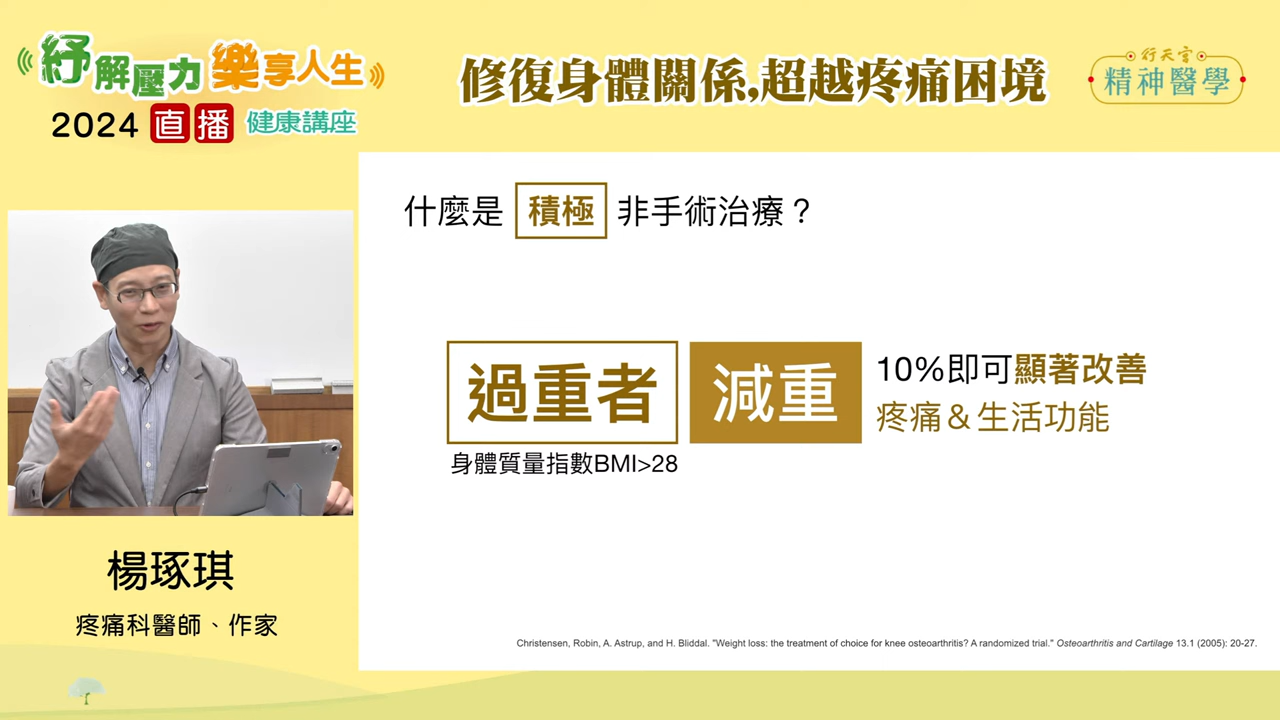 紓解壓力 樂享人生
2024 直播 健康講座
修復身體關係,超越疼痛困境
行天宮
精神醫學
什麼是 積極 非手術治療？
過重者 減重 10%即可顯著改善
疼痛＆生活功能
身體質量指數BMI>28
楊琢琪
疼痛科醫師、作家
Christensen, Robin, A. Astrup, and H. Bliddal. "Weight loss: the treatment of choice for knee osteoarthritis? A randomized trial." Osteoarthritis and Cartilage 13.1 (2005): 20-27.